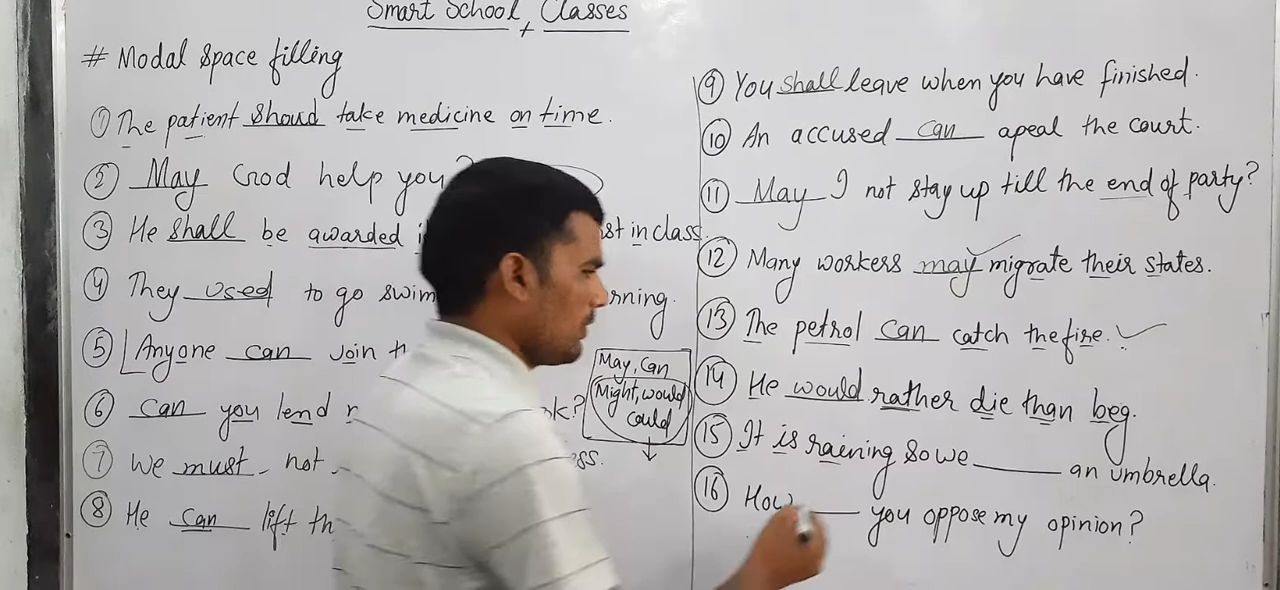 Smart School, Classes
# Modal Space filling
① The patient shoud take medicine on time.
② May God help you?
③ He shall be awarded st in class.
④ They used to go swim rning.
⑤ Anyone can join th
⑥ can you lend ok?
⑦ We must not ss.
⑧ He can lift th
May, can
Might, would
could
⑨ You shall leave when you have finished.
⑩ An accused can apeal the court.
⑪ May I not stay up till the end of party?
⑫ Many workers may migrate their states.
⑬ The petrol can catch the fire.
⑭ He would rather die than beg.
⑮ It is raining So we ______ an umbrella.
⑯ How ____ you oppose my opinion?